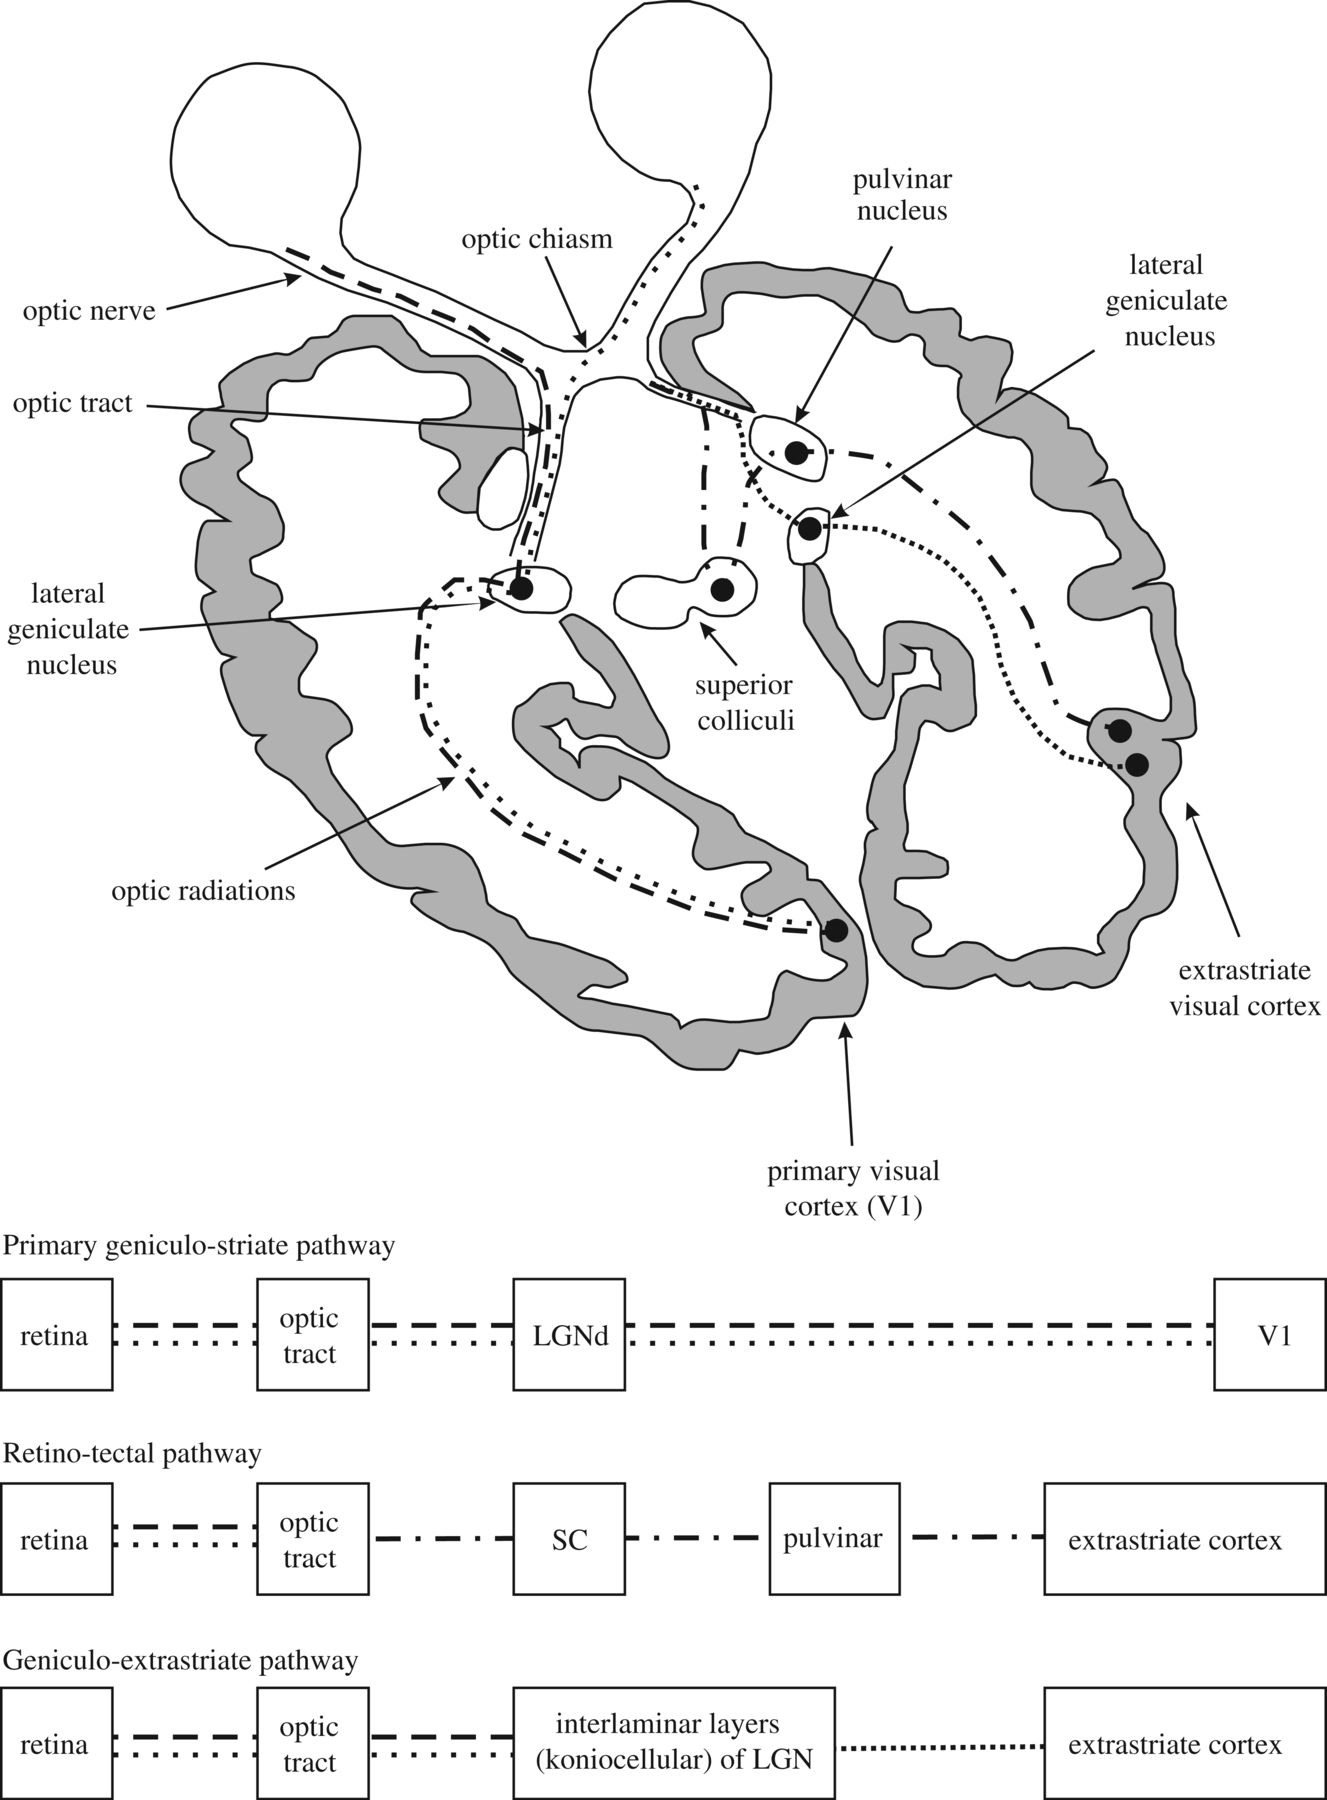 pulvinar
nucleus
optic chiasm
lateral
geniculate
nucleus
optic nerve
optic tract
lateral
geniculate
nucleus
superior
colliculi
optic radiations
extrastriate
visual cortex
primary visual
cortex (V1)
Primary geniculo-striate pathway
retina
optic
tract
LGNd
V1
Retino-tectal pathway
retina
optic
tract
SC
pulvinar
extrastriate cortex
Geniculo-extrastriate pathway
retina
optic
tract
interlaminar layers
(koniocellular) of LGN
extrastriate cortex